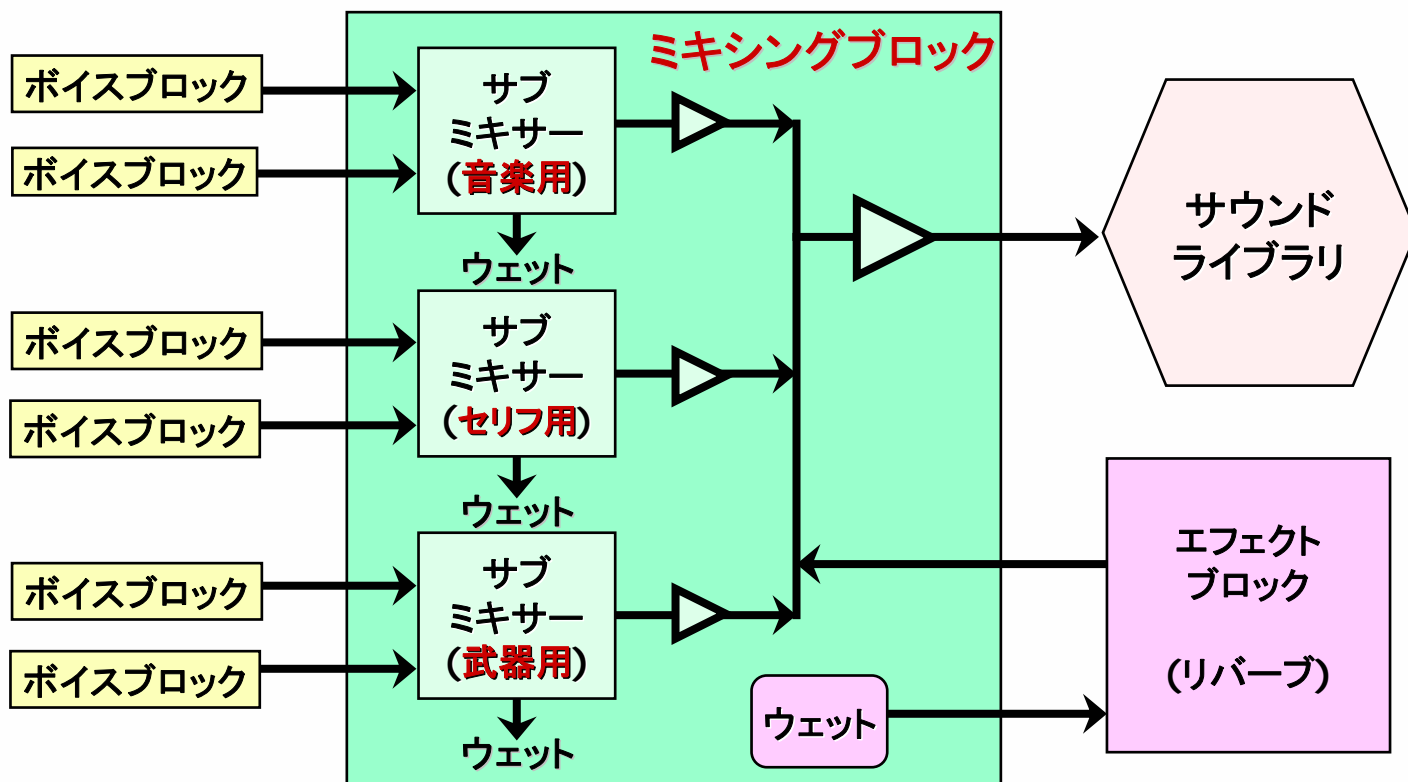 ミキシングブロック
ボイスブロック
ボイスブロック
サブ
ミキサー
(音楽用)
ウェット
ボイスブロック
ボイスブロック
サブ
ミキサー
(セリフ用)
ウェット
ボイスブロック
ボイスブロック
サブ
ミキサー
(武器用)
ウェット
サウンド
ライブラリ
エフェクト
ブロック
(リバーブ)
ウェット